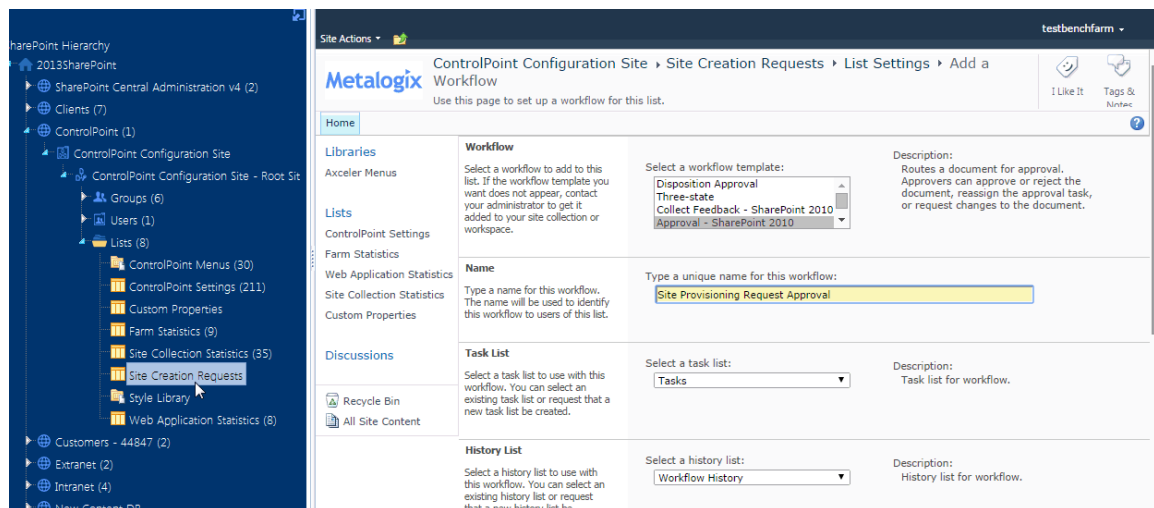 harePoint Hierarchy
2013SharePoint
SharePoint Central Administration v4 (2)
Clients (7)
ControlPoint (1)
ControlPoint Configuration Site
ControlPoint Configuration Site - Root Sit
Groups (6)
Users (1)
Lists (8)
ControlPoint Menus (30)
ControlPoint Settings (211)
Custom Properties
Farm Statistics (9)
Site Collection Statistics (35)
Site Creation Requests
Style Library
Web Application Statistics (8)
Customers - 44847 (2)
Extranet (2)
Intranet (4)
New Content DB
testbenchfarm
Site Actions
Metalogix
ControlPoint Configuration Site › Site Creation Requests › List Settings › Add a
Workflow
Use this page to set up a workflow for this list.
I Like It
Tags &
Notes
Home
Libraries
Axceler Menus
Lists
ControlPoint Settings
Farm Statistics
Web Application Statistics
Site Collection Statistics
Custom Properties
Discussions
Recycle Bin
All Site Content
Workflow
Select a workflow to add to this
list. If the workflow template you
want does not appear, contact
your administrator to get it
added to your site collection or
workspace.
Select a workflow template:
Disposition Approval
Three-state
Collect Feedback - SharePoint 2010
Approval - SharePoint 2010
Description:
Routes a document for approval.
Approvers can approve or reject the
document, reassign the approval task,
or request changes to the document.
Name
Type a name for this workflow.
The name will be used to identify
this workflow to users of this list.
Type a unique name for this workflow:
Site Provisioning Request Approval
Task List
Select a task list to use with this
workflow. You can select an
existing task list or request that a
new task list be created.
Select a task list:
Tasks
Description:
Task list for workflow.
History List
Select a history list to use with
this workflow. You can select an
existing history list or request
that a new history list be
Select a history list:
Workflow History
Description:
History list for workflow.